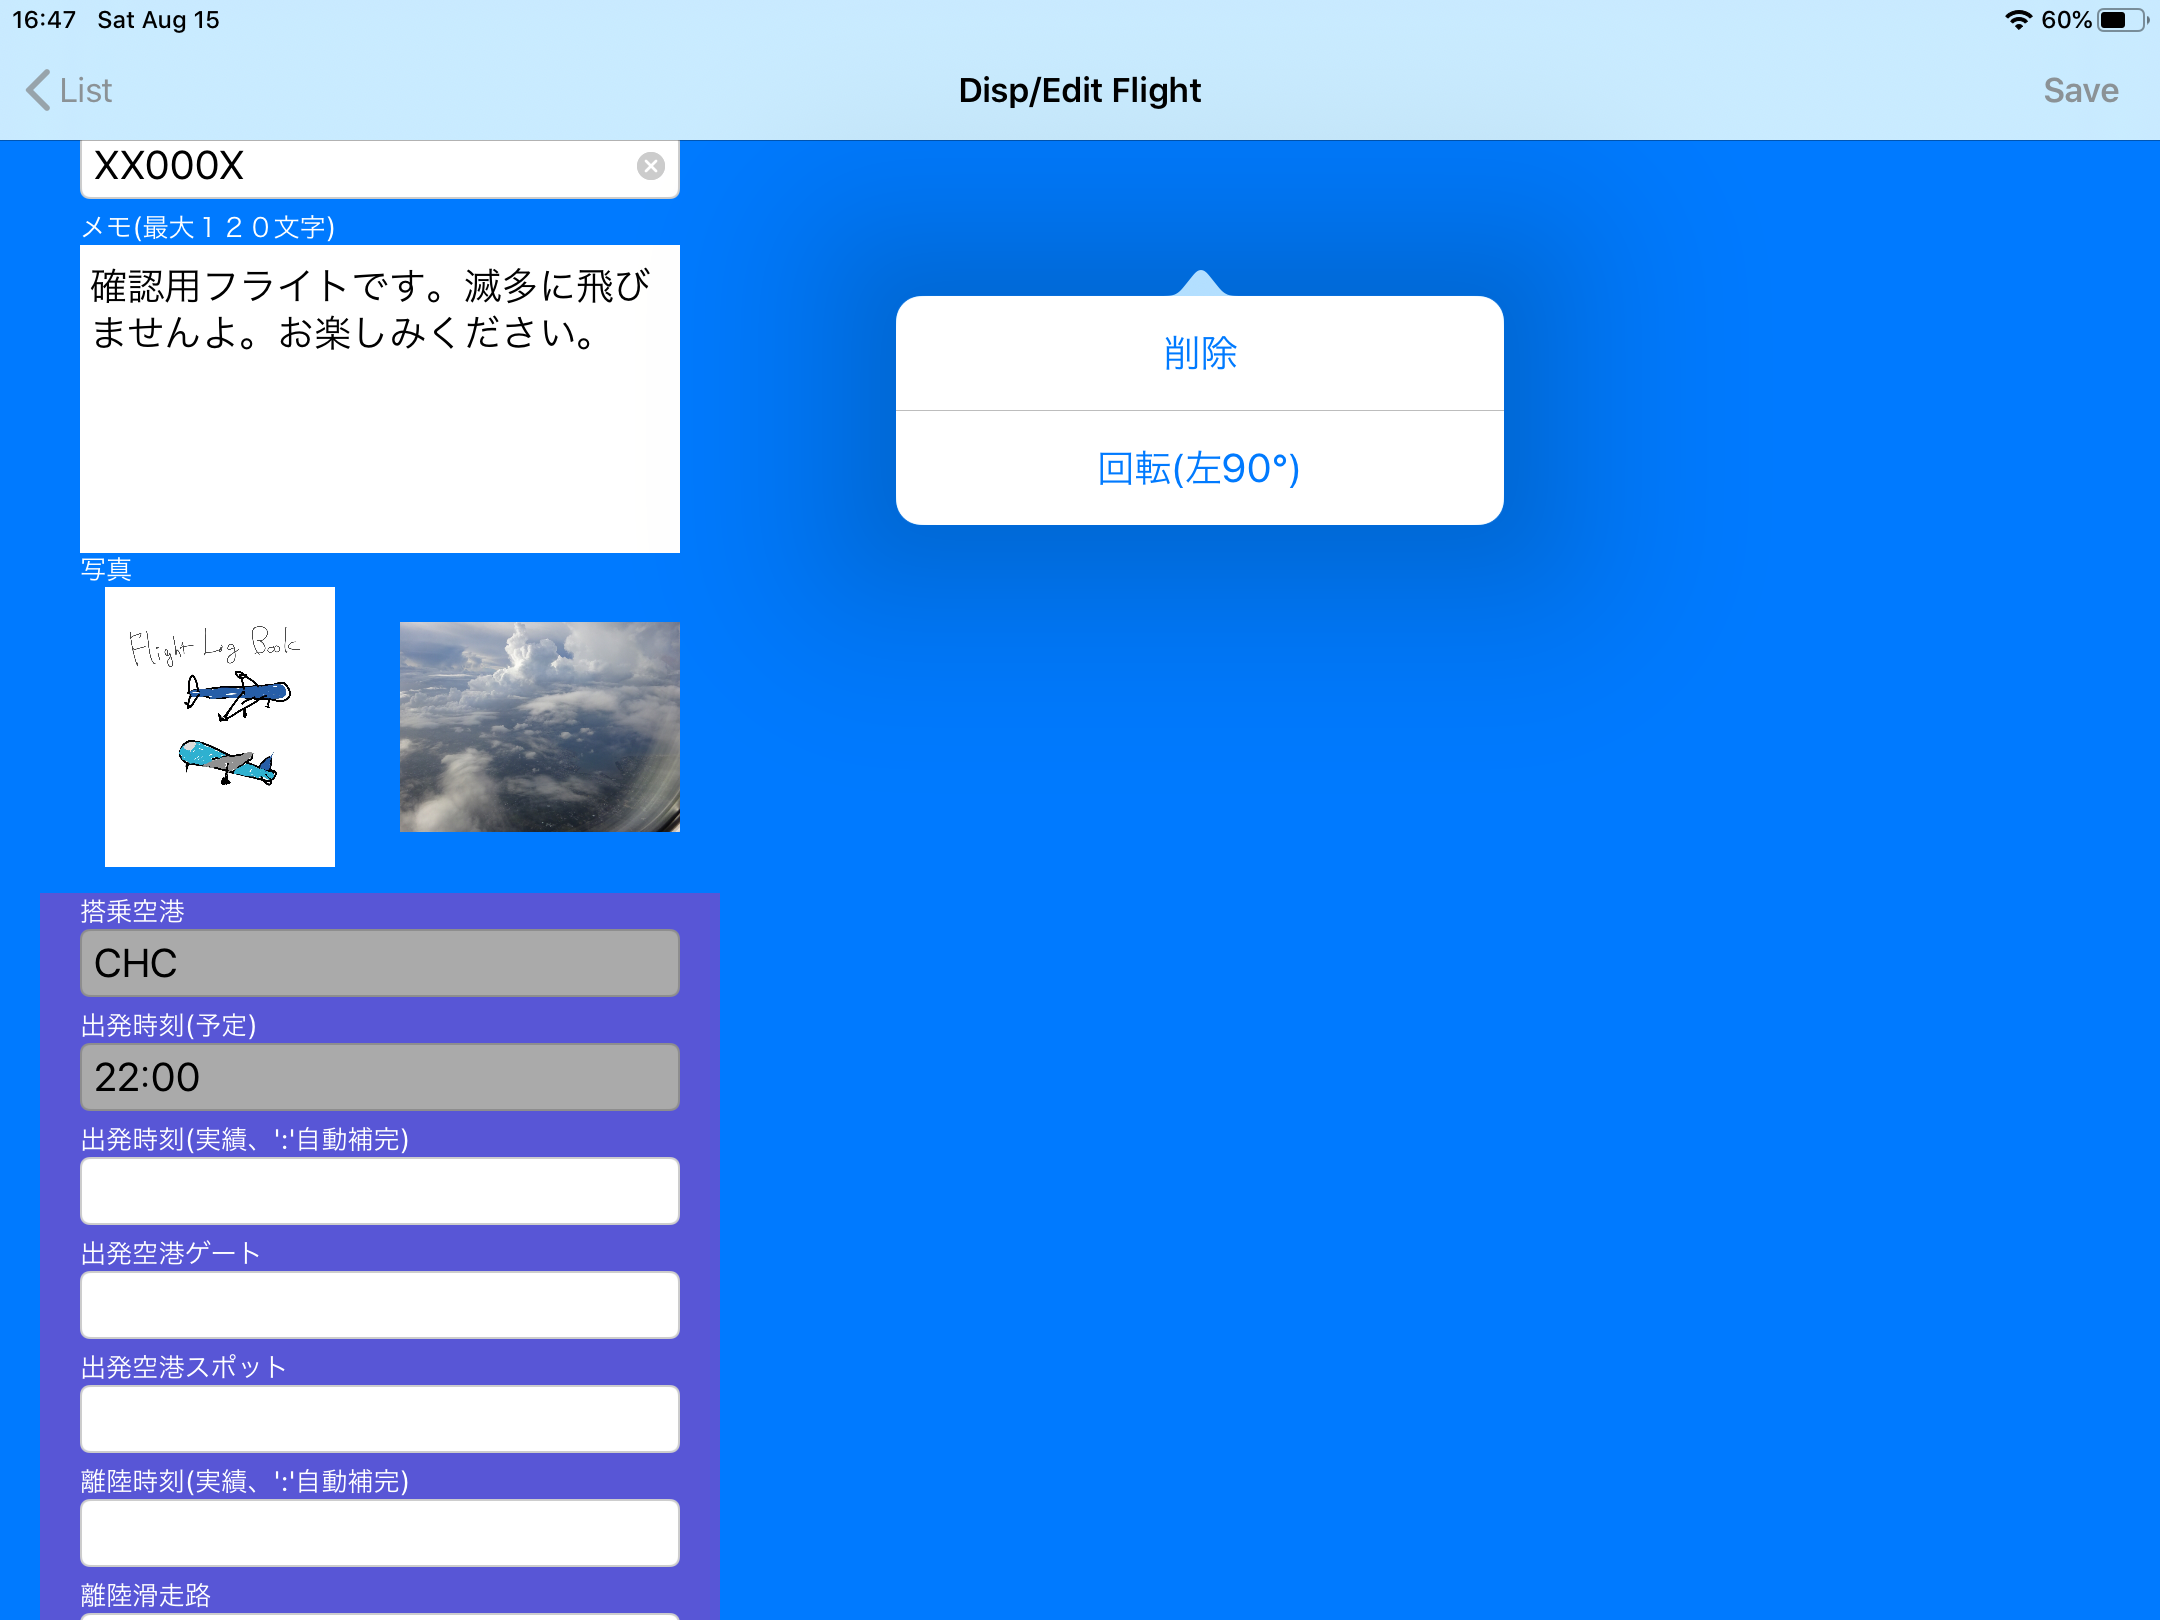 16:47 Sat Aug 15
60%
List
Disp/Edit Flight
Save
XX000X
メモ(最大１２０文字)
確認用フライトです。滅多に飛び
ませんよ。お楽しみください。
削除
回転(左90°)
写真
Flight Log Book
搭乗空港
CHC
出発時刻(予定)
22:00
出発時刻(実績、':'自動補完)
出発空港ゲート
出発空港スポット
離陸時刻(実績、':'自動補完)
離陸滑走路